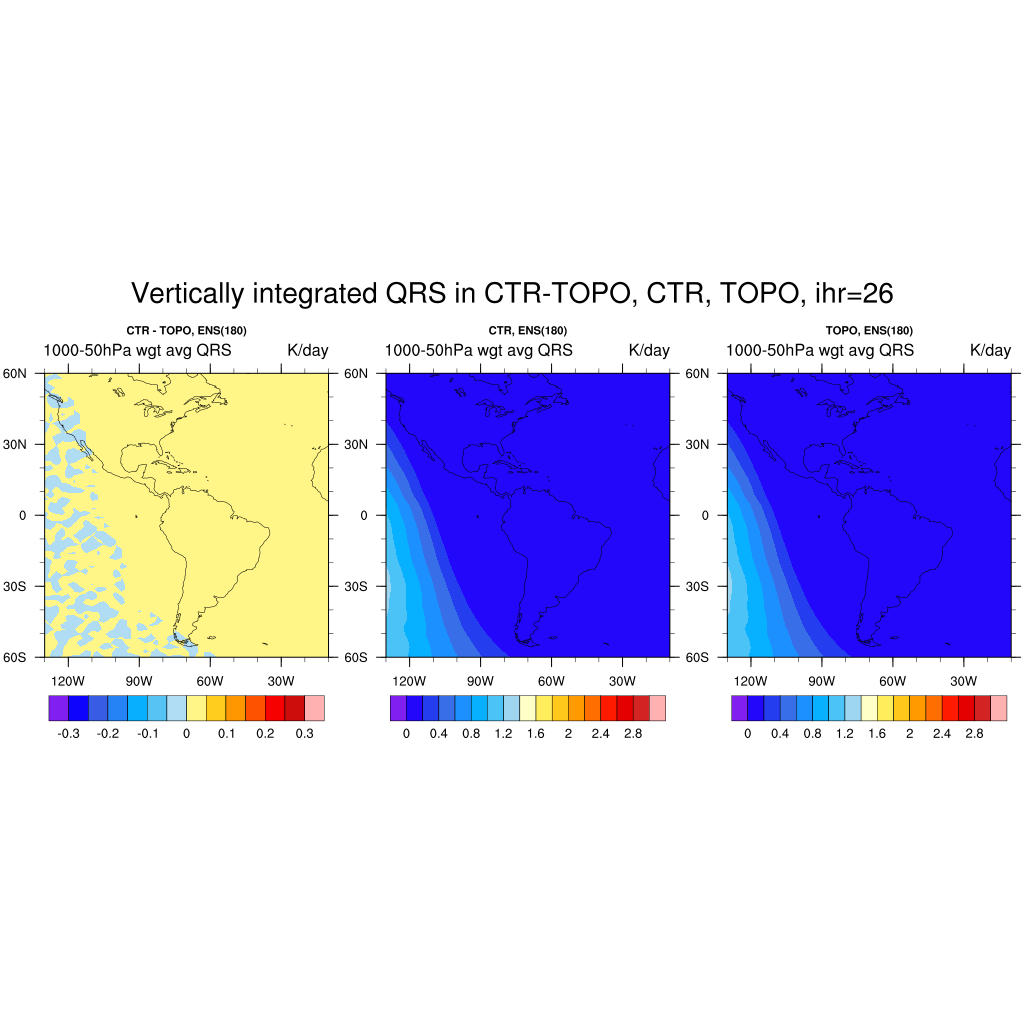 Vertically integrated QRS in CTR-TOPO, CTR, TOPO, ihr=26
CTR - TOPO, ENS(180)
1000-50hPa wgt avg QRS K/day
60N
30N
0
30S
60S
120W 90W 60W 30W
-0.3 -0.2 -0.1 0 0.1 0.2 0.3
CTR, ENS(180)
1000-50hPa wgt avg QRS K/day
60N
30N
0
30S
60S
120W 90W 60W 30W
0 0.4 0.8 1.2 1.6 2 2.4 2.8
TOPO, ENS(180)
1000-50hPa wgt avg QRS K/day
60N
30N
0
30S
60S
120W 90W 60W 30W
0 0.4 0.8 1.2 1.6 2 2.4 2.8